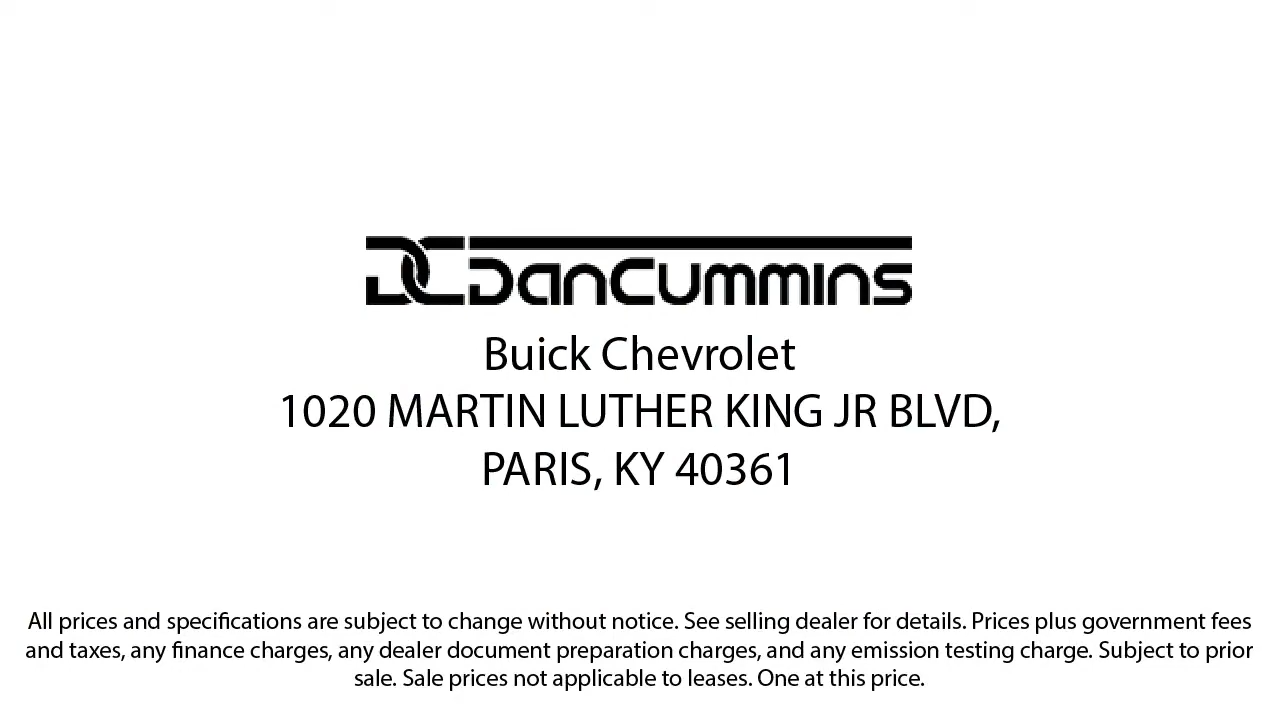 DC DanCummins
Buick Chevrolet
1020 MARTIN LUTHER KING JR BLVD,
PARIS, KY 40361
All prices and specifications are subject to change without notice. See selling dealer for details. Prices plus government fees
and taxes, any finance charges, any dealer document preparation charges, and any emission testing charge. Subject to prior
sale. Sale prices not applicable to leases. One at this price.